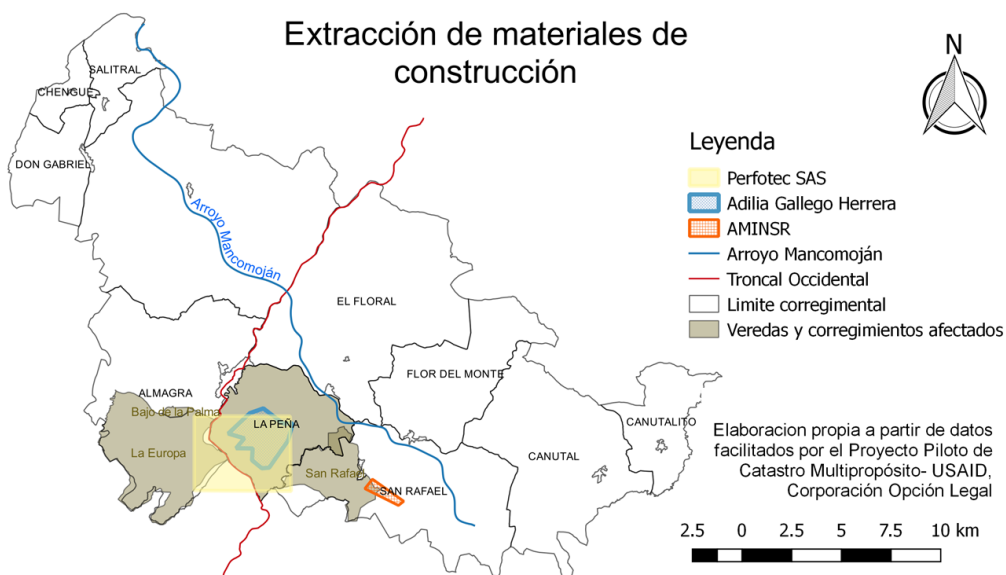 Extracción de materiales de
construcción
N
SALITRAL
CHENGUE
DON GABRIEL
Arroyo Mancomoján
EL FLORAL
FLOR DEL MONTE
ALMAGRA
Bajo de la Palma
LA PEÑA
La Europa
San Rafael
SAN RAFAEL
CANUTAL
CANUTALITO
Leyenda
Perfotec SAS
Adilia Gallego Herrera
AMINSR
Arroyo Mancomoján
Troncal Occidental
Limite corregimental
Veredas y corregimientos afectados
Elaboracion propia a partir de datos
facilitados por el Proyecto Piloto de
Catastro Multipropósito- USAID,
Corporación Opción Legal
2.5 0 2.5 5 7.5 10 km